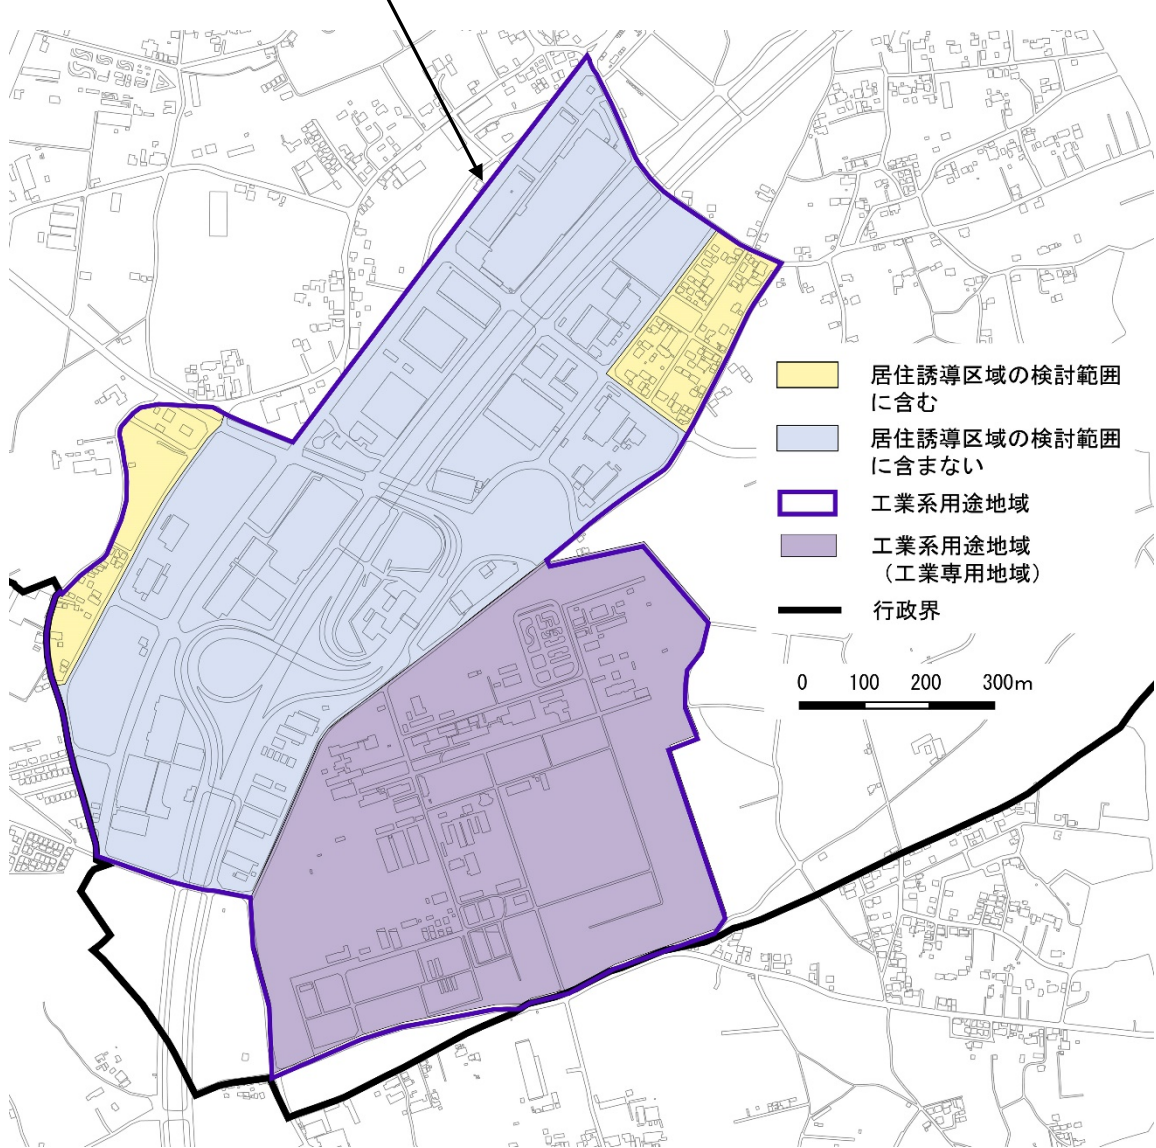 居住誘導区域の検討範囲
に含む
居住誘導区域の検討範囲
に含まない
工業系用途地域
工業系用途地域
（工業専用地域）
行政界
0 100 200 300m